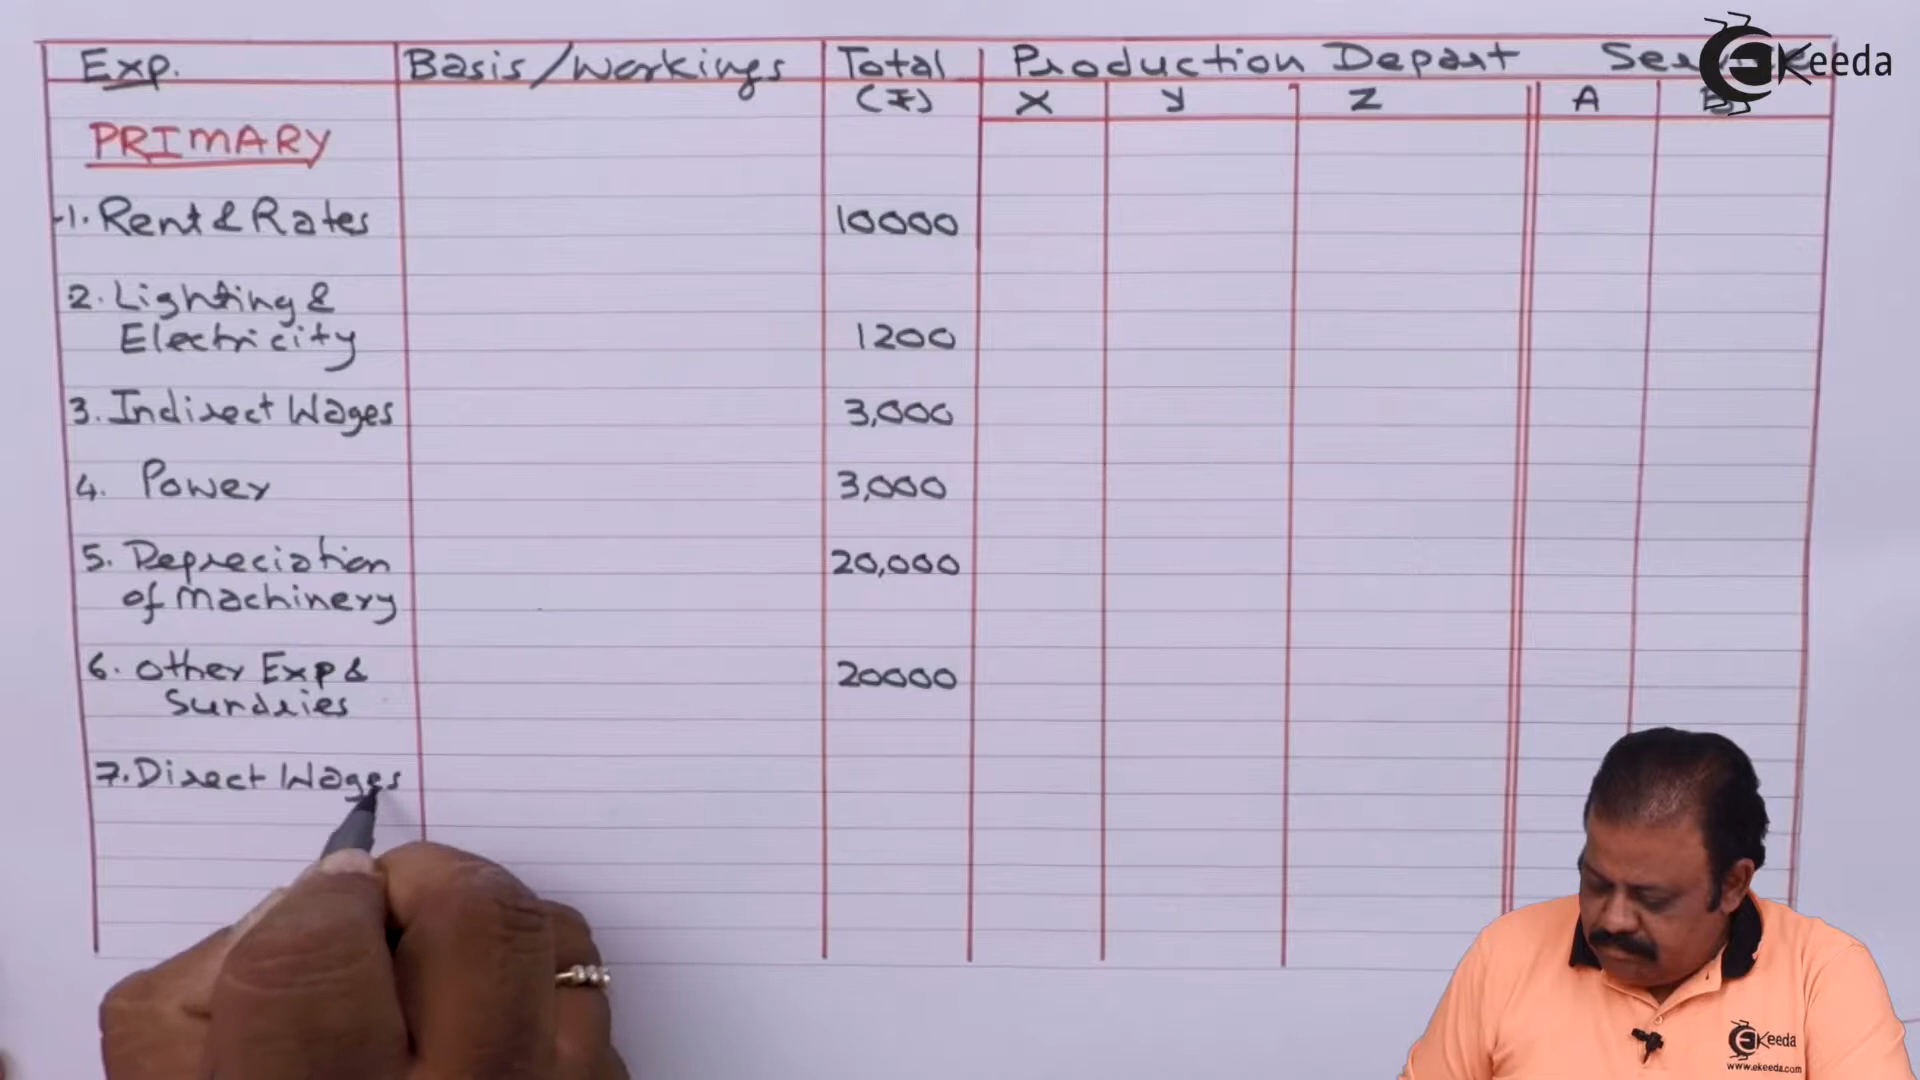 Exp. Basis/Workings Total Production Depart
(₹) X Y Z A B
PRIMARY
1. Rent & Rates 10000
2. Lighting &
Electricity 1200
3. Indirect Wages 3,000
4. Power 3,000
5. Depreciation 20,000
of Machinery
6. Other Exp & 20000
Sundries
7. Direct Wages
eKeeda
eKeeda
www.ekeeda.com